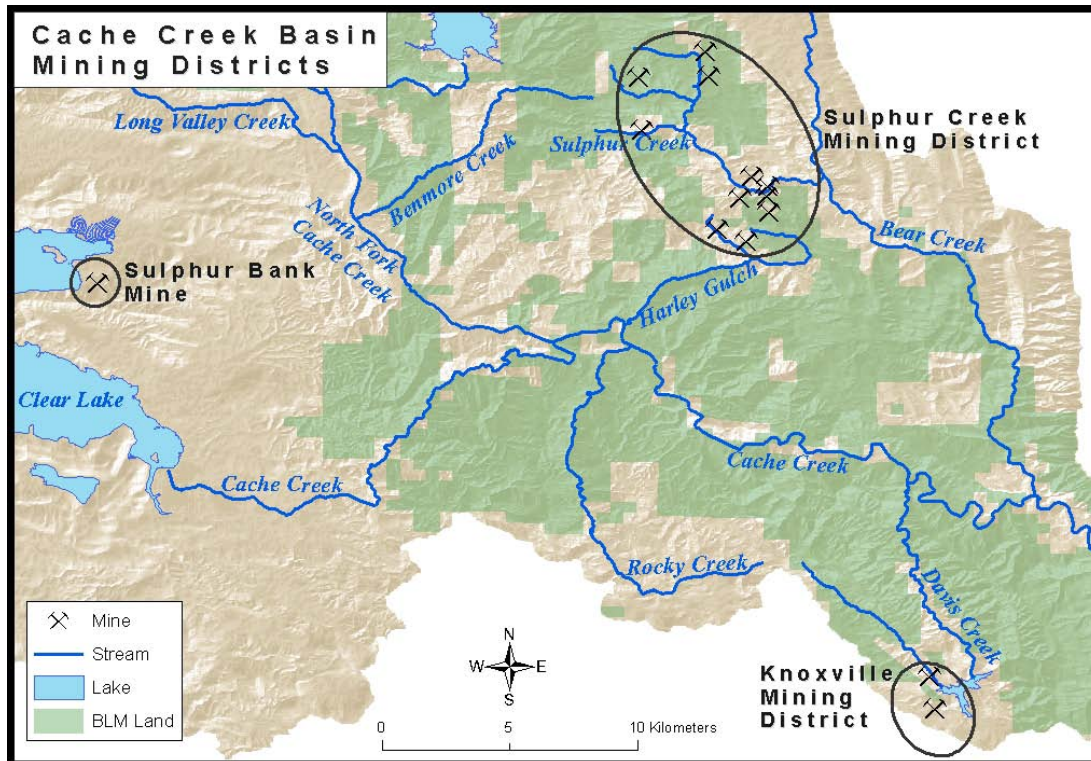 Cache Creek Basin
Mining Districts
Long Valley Creek
Benmore Creek
Sulphur Creek
Sulphur Creek
Mining District
North Fork
Cache Creek
Bear Creek
Sulphur Bank
Mine
Harley Gulch
Clear Lake
Cache Creek
Cache Creek
Rocky Creek
Davis Creek
Knoxville
Mining
District
Mine
Stream
Lake
BLM Land
N
W E
S
0 5 10 Kilometers